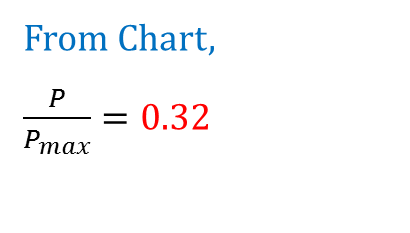 From Chart,
P/P_max = 0.32